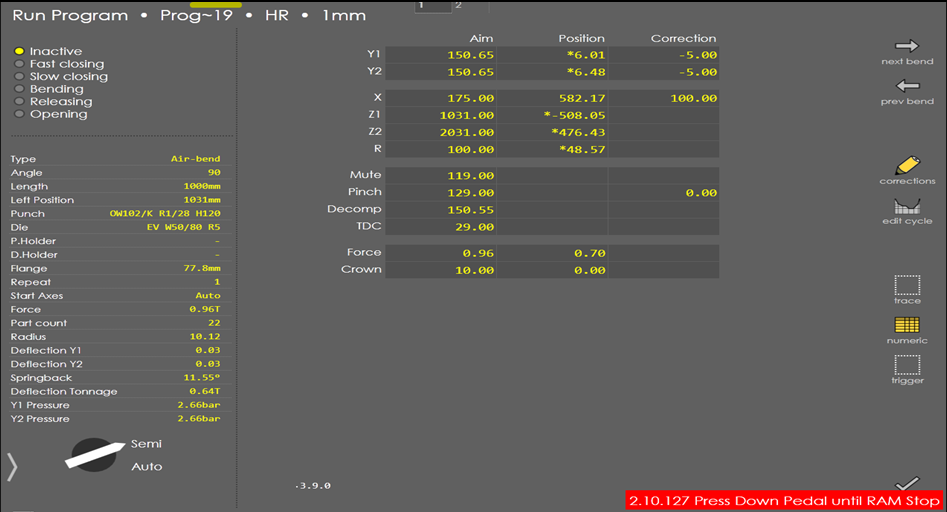 1 2
Run Program • Prog~19 • HR • 1mm
Inactive
Fast closing
Slow closing
Bending
Releasing
Opening
Type Air-bend
Angle 90
Length 1000mm
Left Position 1031mm
Punch OW102/K R1/28 H120
Die EV W50/80 R5
P.Holder -
D.Holder -
Flange 77.8mm
Repeat 1
Start Axes Auto
Force 0.96T
Part count 22
Radius 10.12
Deflection Y1 0.03
Deflection Y2 0.03
Springback 11.55°
Deflection Tonnage 0.64T
Y1 Pressure 2.66bar
Y2 Pressure 2.66bar
Semi
Auto
Aim Position Correction
Y1 150.65 *6.01 -5.00
Y2 150.65 *6.48 -5.00
X 175.00 582.17 100.00
Z1 1031.00 *-508.05
Z2 2031.00 *476.43
R 100.00 *48.57
Mute 119.00
Pinch 129.00 0.00
Decomp 150.55
TDC 29.00
Force 0.96 0.70
Crown 10.00 0.00
next bend
prev bend
corrections
edit cycle
trace
numeric
trigger
.3.9.0
2.10.127 Press Down Pedal until RAM Stop